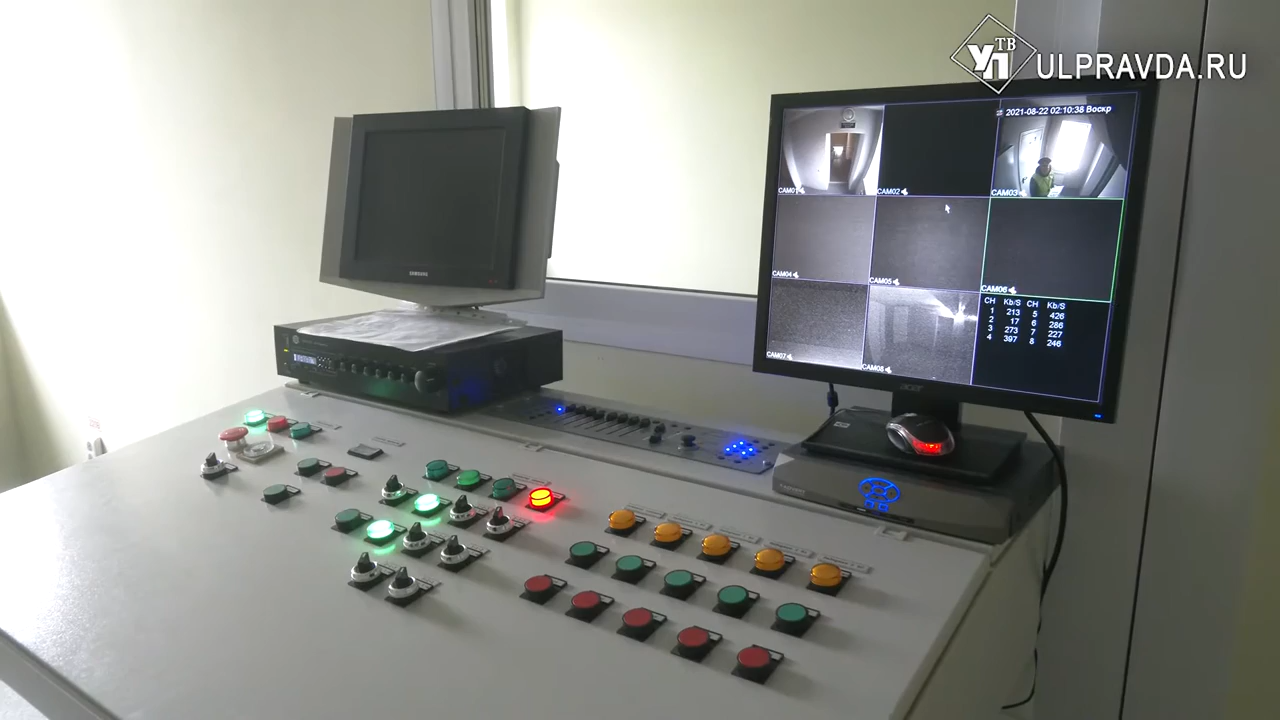 УП ТВ
ULPRAVDA.RU
2021-08-22 02:10:38 Воскр
CAM01
CAM02
CAM03
CAM04
CAM05
CAM06
CAM07
CAM08
CH Kb/S CH Kb/S
1 213 5 426
2 17 6 286
3 273 7 227
4 397 8 246
SAMSUNG
acer